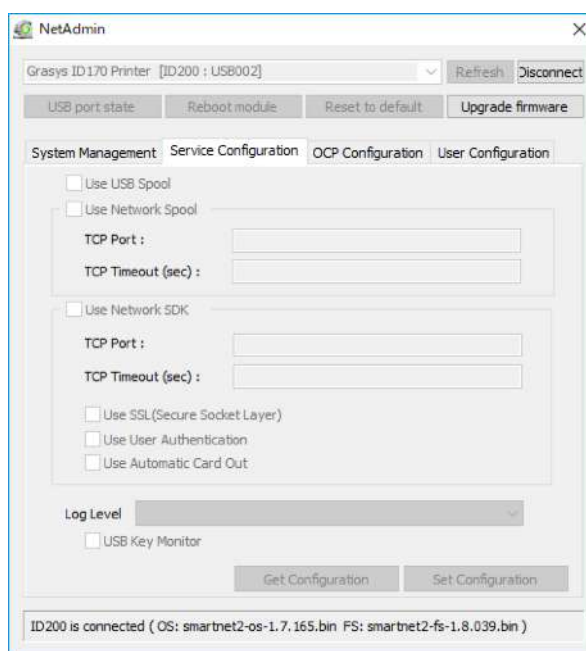 NetAdmin
Grasys ID170 Printer [ID200 : USB002] Refresh Disconnect
USB port state Reboot module Reset to default Upgrade firmware
System Management Service Configuration OCP Configuration User Configuration
Use USB Spool
Use Network Spool
TCP Port :
TCP Timeout (sec) :
Use Network SDK
TCP Port :
TCP Timeout (sec) :
Use SSL(Secure Socket Layer)
Use User Authentication
Use Automatic Card Out
Log Level
USB Key Monitor
Get Configuration Set Configuration
ID200 is connected ( OS: smartnet2-os-1.7.165.bin FS: smartnet2-fs-1.8.039.bin )